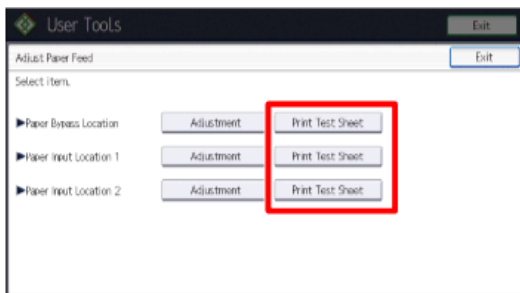 User Tools Exit
Adjust Paper Feed Exit
Select item.
▶Paper Bypass Location Adjustment Print Test Sheet
▶Paper Input Location 1 Adjustment Print Test Sheet
▶Paper Input Location 2 Adjustment Print Test Sheet